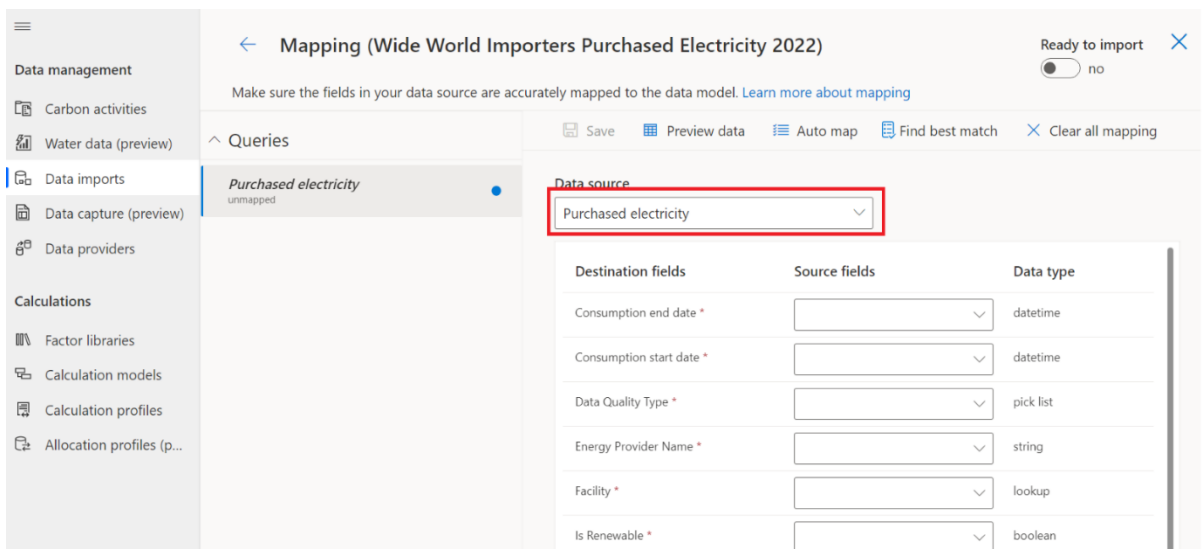 Mapping (Wide World Importers Purchased Electricity 2022)
Ready to import
no
Make sure the fields in your data source are accurately mapped to the data model. Learn more about mapping
Data management
Carbon activities
Water data (preview)
Data imports
Data capture (preview)
Data providers
Calculations
Factor libraries
Calculation models
Calculation profiles
Allocation profiles (p...
Queries
Purchased electricity
unmapped
Save Preview data Auto map Find best match Clear all mapping
Data source
Purchased electricity
Destination fields Source fields Data type
Consumption end date * datetime
Consumption start date * datetime
Data Quality Type * pick list
Energy Provider Name * string
Facility * lookup
Is Renewable * boolean